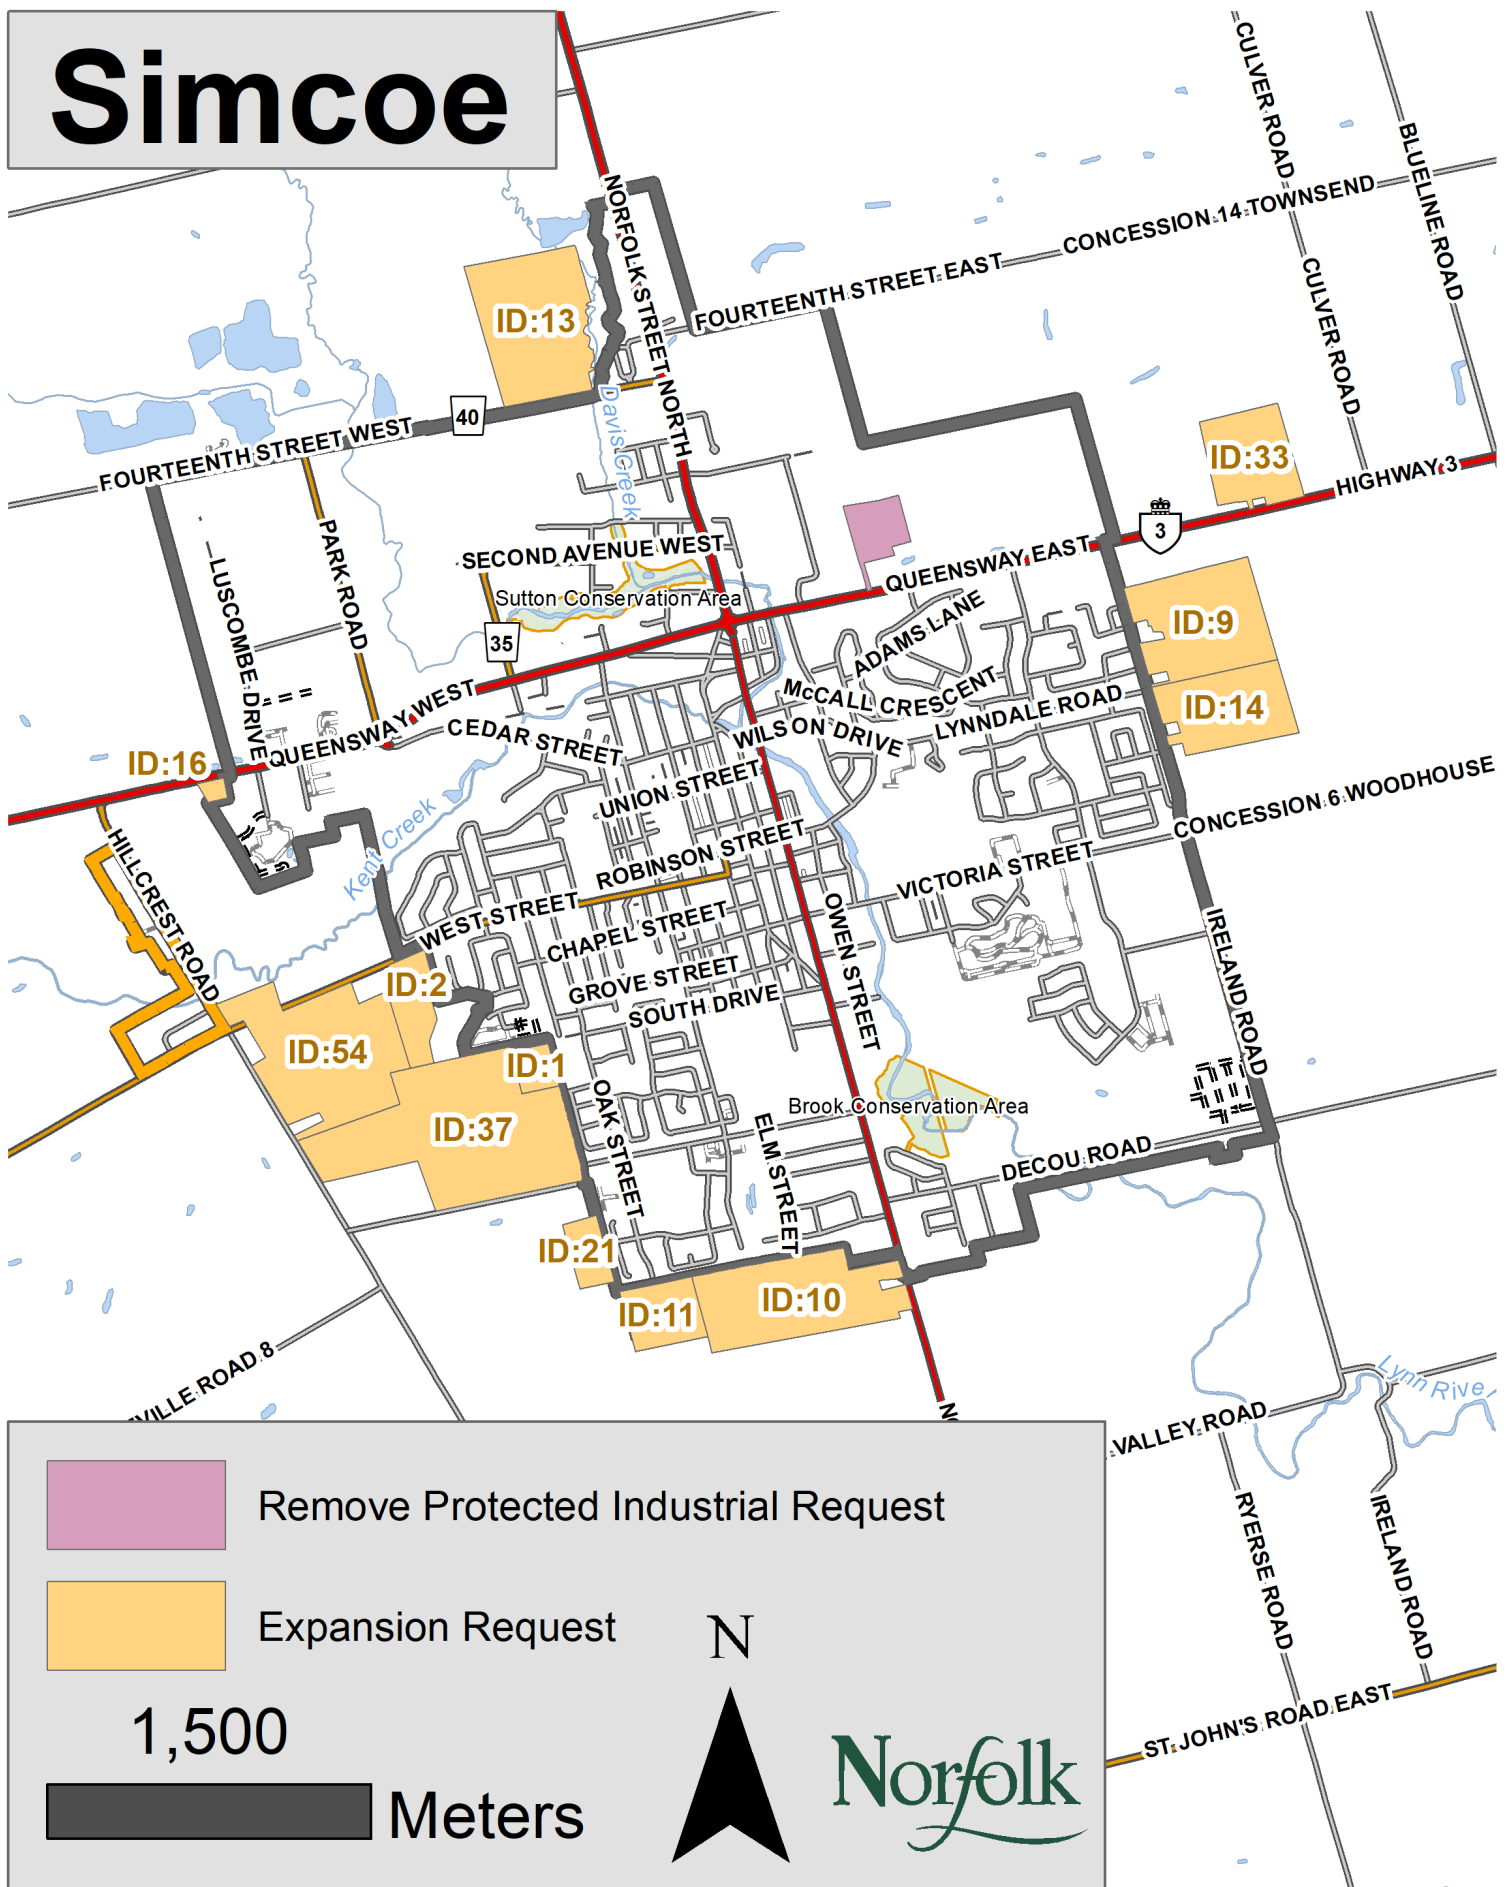 Simcoe
CULVER ROAD
BLUELINE ROAD
NORFOLK STREET NORTH
CONCESSION 14 TOWNSEND
FOURTEENTH STREET EAST
CULVER ROAD
ID:13
40
FOURTEENTH STREET WEST
Davis Creek
ID:33
HIGHWAY 3
3
PARK ROAD
LUSCOMBE DRIVE
SECOND AVENUE WEST
QUEENSWAY EAST
Sutton Conservation Area
35
ADAMS LANE
ID:9
McCALL CRESCENT
LYNNDALE ROAD
ID:14
QUEENSWAY WEST
CEDAR STREET
WILSON DRIVE
ID:16
UNION STREET
CONCESSION 6 WOODHOUSE
Kent Creek
HILLCREST ROAD
ROBINSON STREET
VICTORIA STREET
WEST STREET
CHAPEL STREET
OWEN STREET
IRELAND ROAD
ID:2
GROVE STREET
SOUTH DRIVE
ID:54
ID:1
OAK STREET
Brook Conservation Area
ID:37
ELM STREET
DECOU ROAD
ID:21
ID:11
ID:10
VILLE ROAD 8
Lynn Rive
VALLEY ROAD
RYERSE ROAD
IRELAND ROAD
ST. JOHN'S ROAD EAST
Remove Protected Industrial Request
Expansion Request
N
1,500
Meters
Norfolk